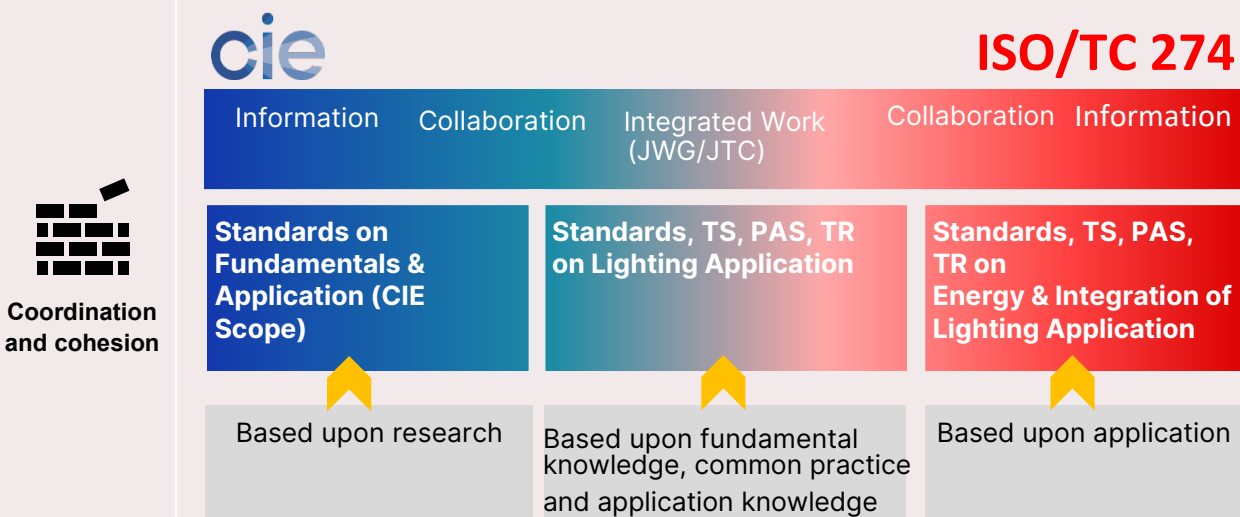 cie
ISO/TC 274
Information
Collaboration
Integrated Work
(JWG/JTC)
Collaboration
Information
Coordination
and cohesion
Standards on
Fundamentals &
Application (CIE
Scope)
Standards, TS, PAS, TR
on Lighting Application
Standards, TS, PAS,
TR on
Energy & Integration of
Lighting Application
Based upon research
Based upon fundamental
knowledge, common practice
and application knowledge
Based upon application